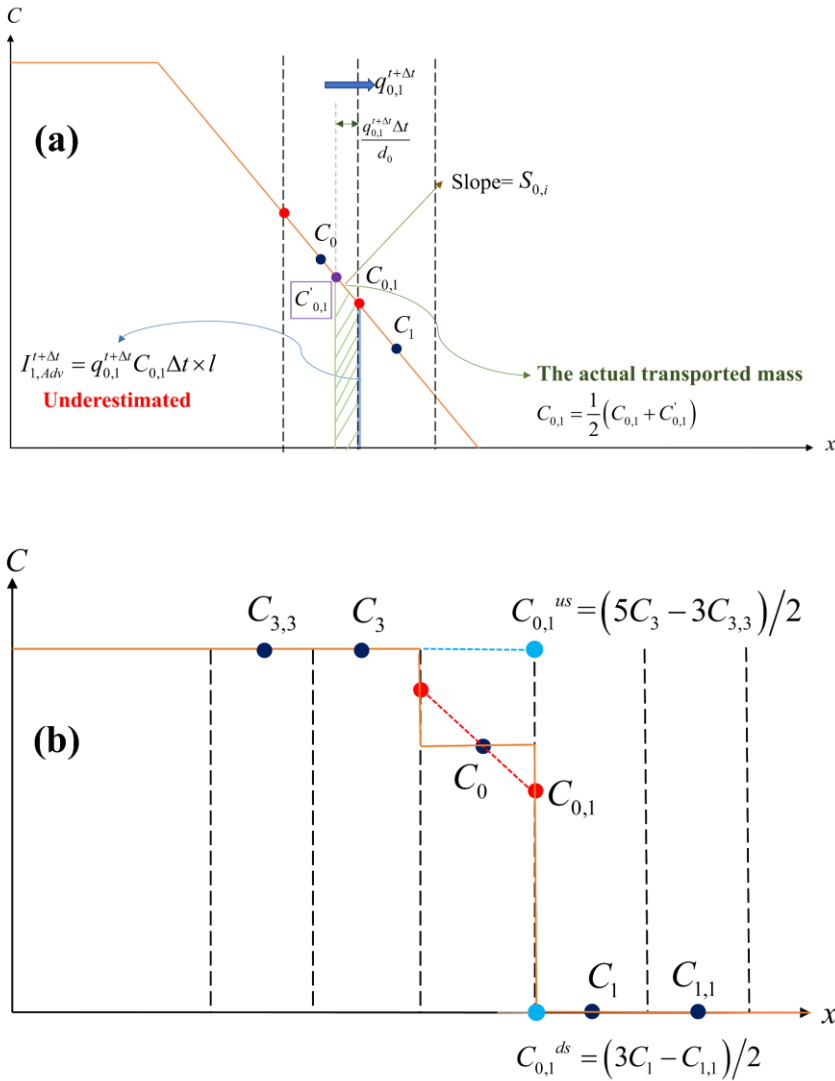 C
q_{0,1}^{t+Δt}
(a)
\frac{q_{0,1}^{t+Δt} Δt}{d_0}
Slope= S_{0,i}
C_0
C_{0,1}
C'_{0,1}
C_1
I_{1,Adv}^{t+Δt} = q_{0,1}^{t+Δt} C_{0,1} Δt × l
Underestimated
The actual transported mass
C_{0,1} = \frac{1}{2}(C_{0,1} + C'_{0,1})
x
C
C_{3,3}
C_3
C_{0,1}^{us} = (5C_3 − 3C_{3,3})/2
(b)
C_0
C_{0,1}
C_1
C_{1,1}
x
C_{0,1}^{ds} = (3C_1 − C_{1,1})/2